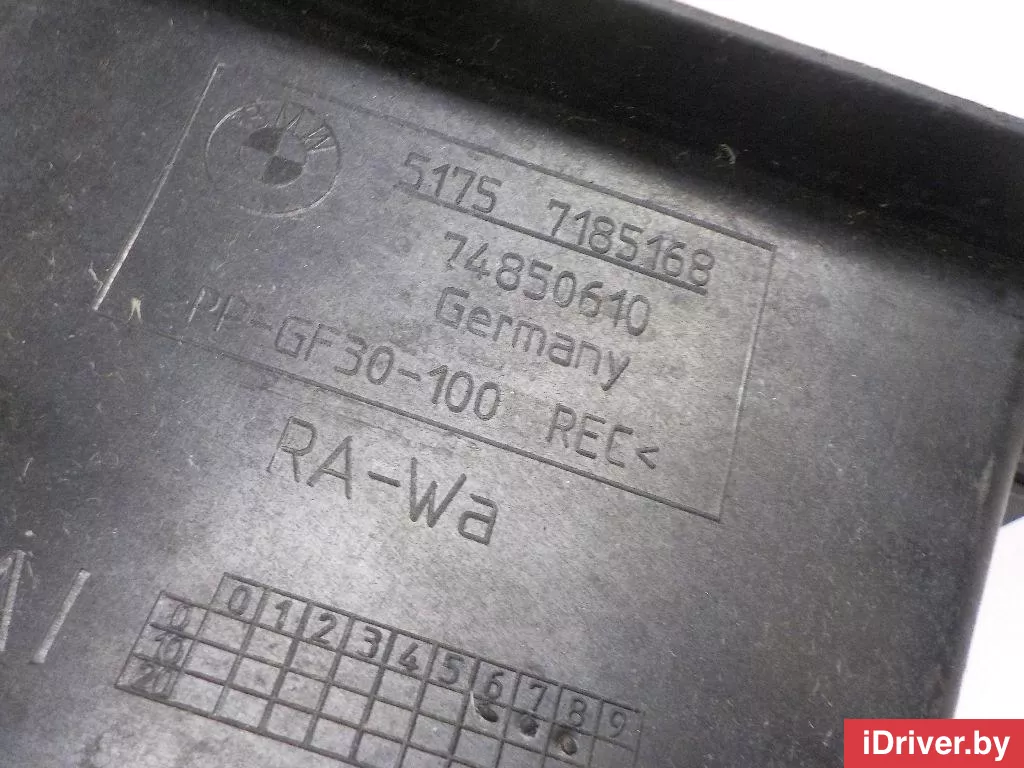 BMW
5175 7185168
74850610
Germany
PP-GF30-100 REC<
RA-Wa
0 1 2 3 4 5 6 7 8 9
0
10
20
iDriver.by